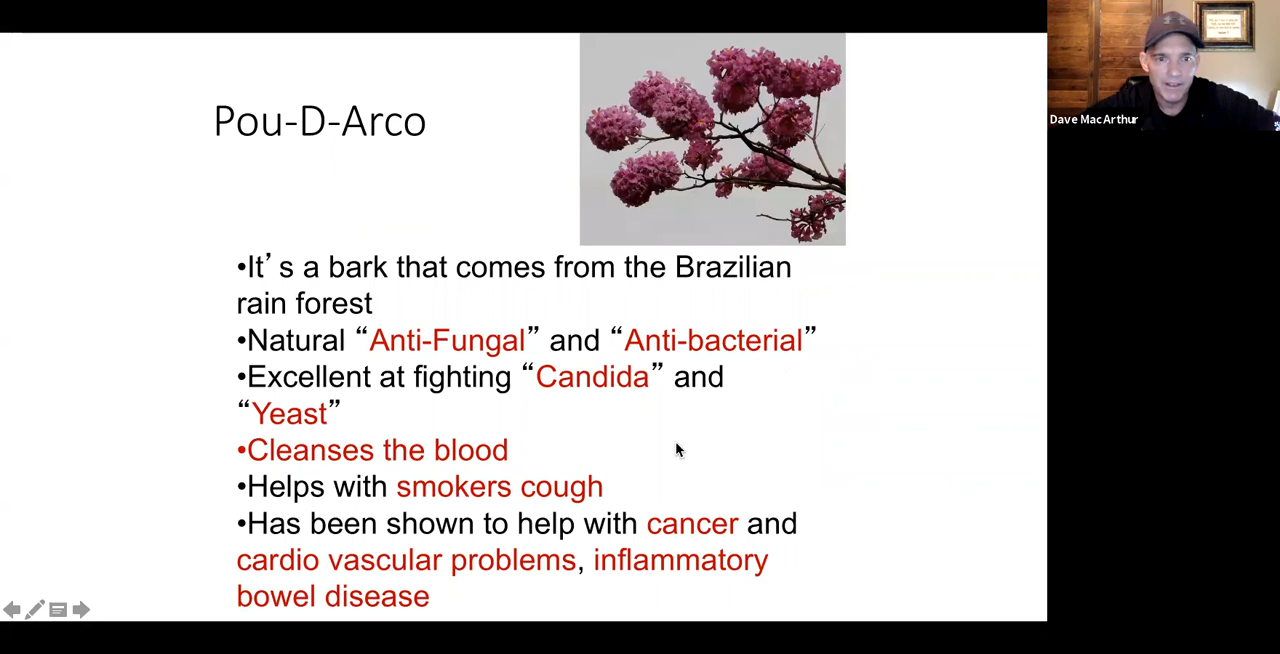 Pou-D-Arco
•It’s a bark that comes from the Brazilian
rain forest
•Natural “Anti-Fungal” and “Anti-bacterial”
•Excellent at fighting “Candida” and
“Yeast”
•Cleanses the blood
•Helps with smokers cough
•Has been shown to help with cancer and
cardio vascular problems, inflammatory
bowel disease
Dave MacArthur